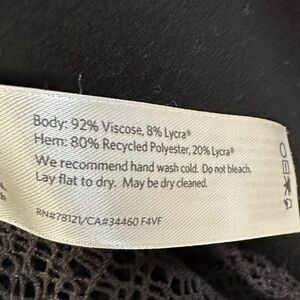 Body: 92% Viscose, 8% Lycra®
Hem: 80% Recycled Polyester, 20% Lycra®
We recommend hand wash cold. Do not bleach.
Lay flat to dry. May be dry cleaned.
RN#78121/CA#34460 F4VF